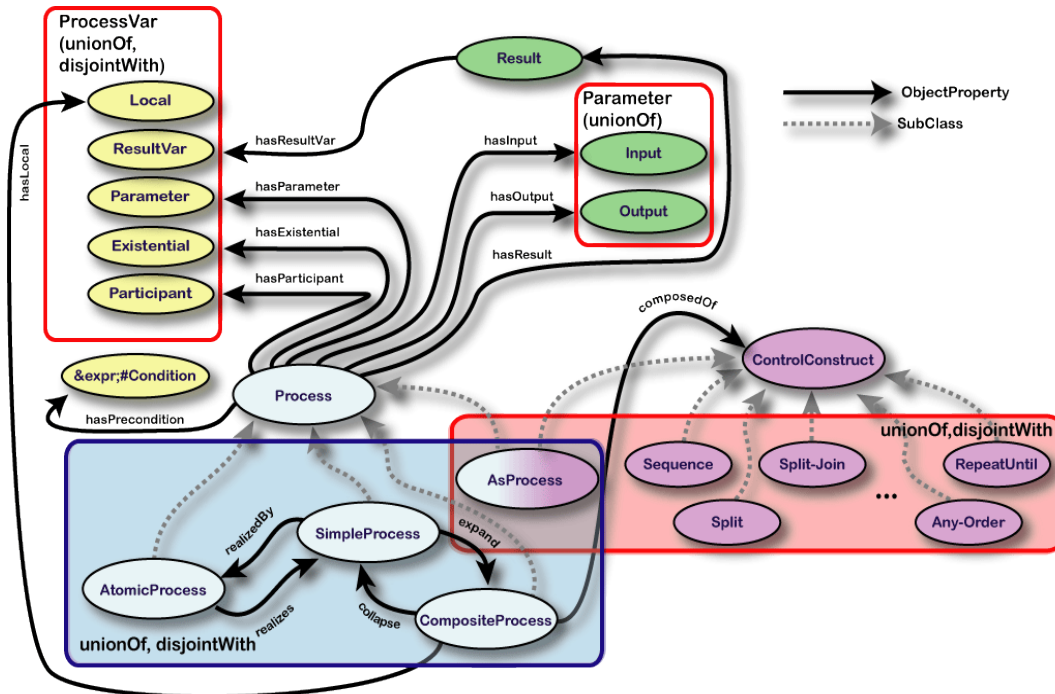 ProcessVar
(unionOf,
disjointWith)
Local
ResultVar
Parameter
Existential
Participant
hasLocal
hasResultVar
hasParameter
hasExistential
hasParticipant
Result
Parameter
(unionOf)
Input
Output
hasInput
hasOutput
hasResult
ObjectProperty
SubClass
&expr;#Condition
hasPrecondition
Process
composedOf
ControlConstruct
unionOf,disjointWith
AsProcess
Sequence
Split-Join
RepeatUntil
...
Split
Any-Order
realizedBy
SimpleProcess
expand
AtomicProcess
realizes
collapse
CompositeProcess
unionOf, disjointWith